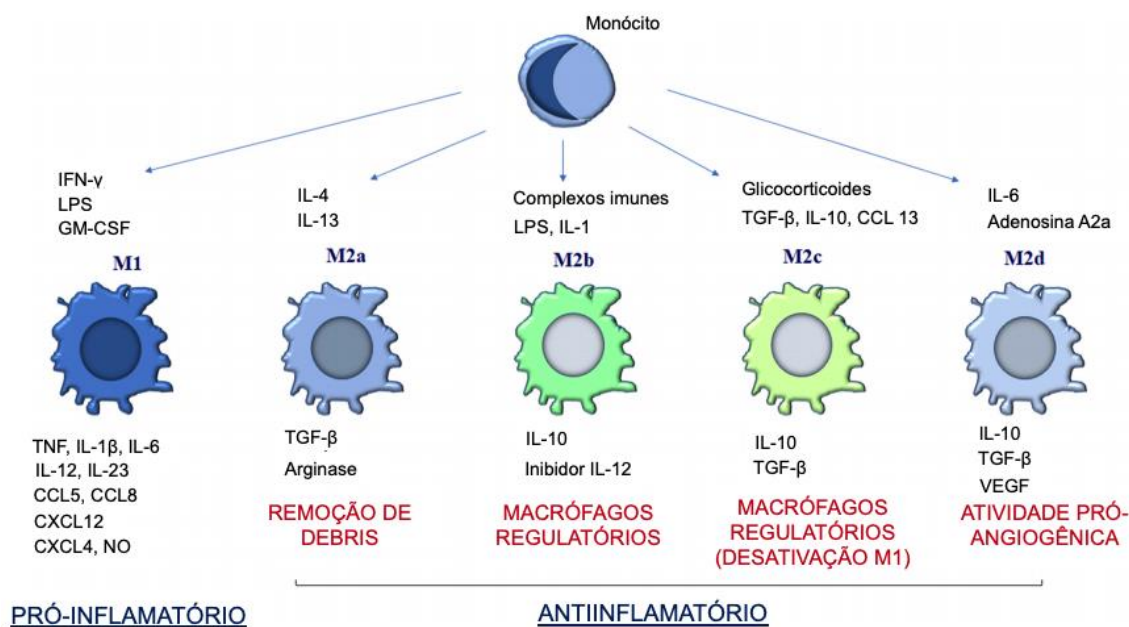 Monócito
IFN-γ
LPS
GM-CSF
M1
TNF, IL-1β, IL-6
IL-12, IL-23
CCL5, CCL8
CXCL12
CXCL4, NO
IL-4
IL-13
M2a
TGF-β
Arginase
REMOÇÃO DE
DEBRIS
Complexos imunes
LPS, IL-1
M2b
IL-10
Inibidor IL-12
MACRÓFAGOS
REGULATÓRIOS
Glicocorticoides
TGF-β, IL-10, CCL 13
M2c
IL-10
TGF-β
MACRÓFAGOS
REGULATÓRIOS
(DESATIVAÇÃO M1)
IL-6
Adenosina A2a
M2d
IL-10
TGF-β
VEGF
ATIVIDADE PRÓ-
ANGIOGÊNICA
PRÓ-INFLAMATÓRIO
ANTIINFLAMATÓRIO